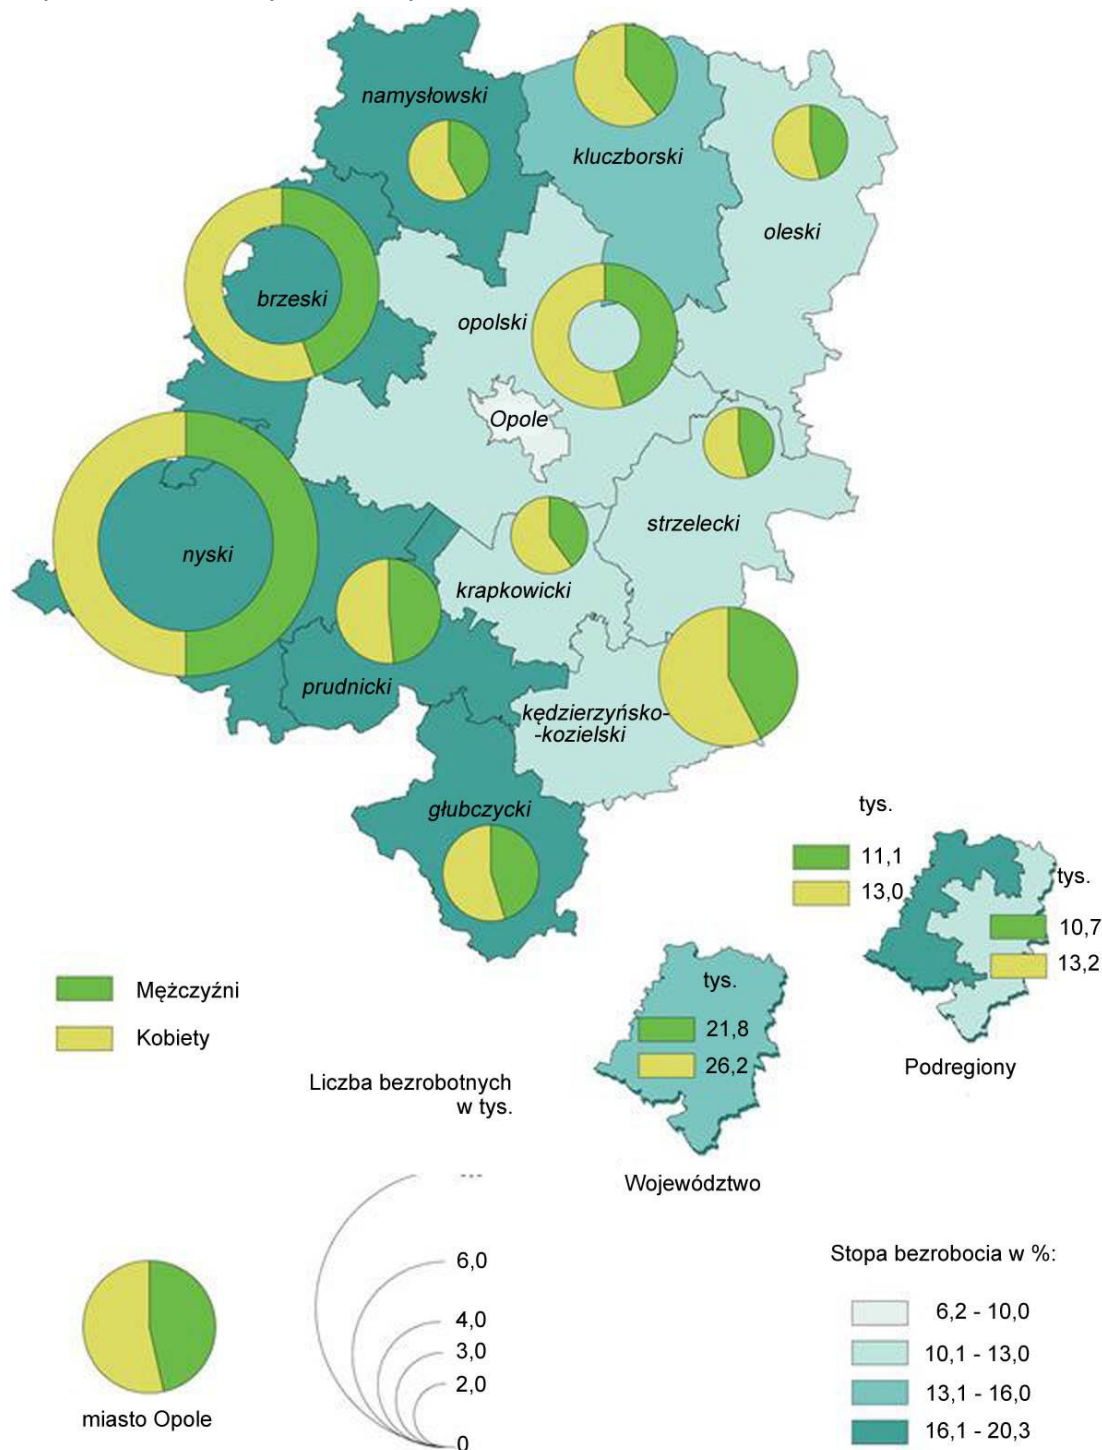 namysłowski
kluczborski
oleski
brzeski
opolski
Opole
nyski
strzelecki
krapkowicki
prudnicki
kędzierzyńsko-
-kozielski
głubczycki
tys.
11,1
13,0
tys.
10,7
13,2
Podregiony
Mężczyźni
Kobiety
tys.
21,8
26,2
Województwo
Liczba bezrobotnych
w tys.
6,0
4,0
3,0
2,0
0
miasto Opole
Stopa bezrobocia w %:
6,2 - 10,0
10,1 - 13,0
13,1 - 16,0
16,1 - 20,3